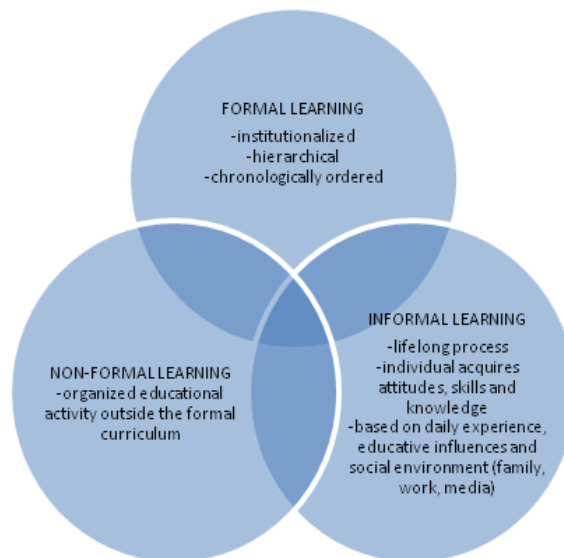 FORMAL LEARNING
-institutionalized
-hierarchical
-chronologically ordered
NON-FORMAL LEARNING
-organized educational
activity outside the formal
curriculum
INFORMAL LEARNING
-lifelong process
-individual acquires
attitudes, skills and
knowledge
-based on daily experience,
educative influences and
social environment (family,
work, media)